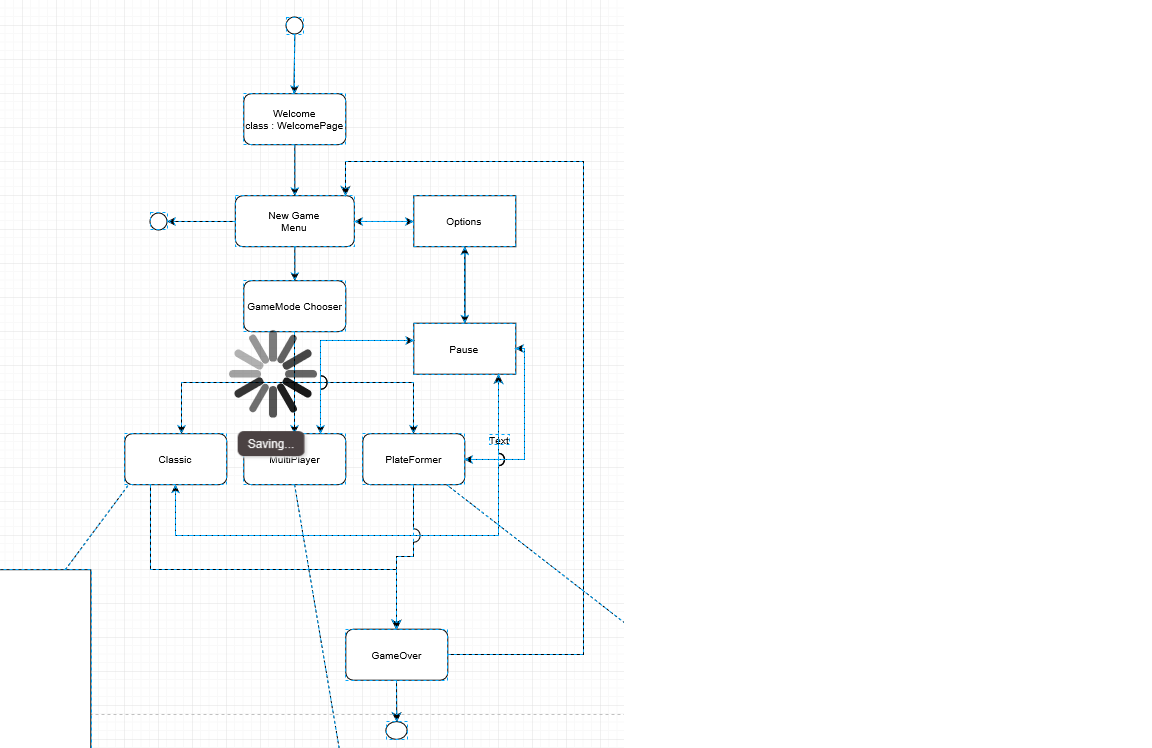 Welcome
class : WelcomePage
New Game
Menu
Options
GameMode Chooser
Pause
Text
Saving...
Classic
MultiPlayer
PlateFormer
GameOver